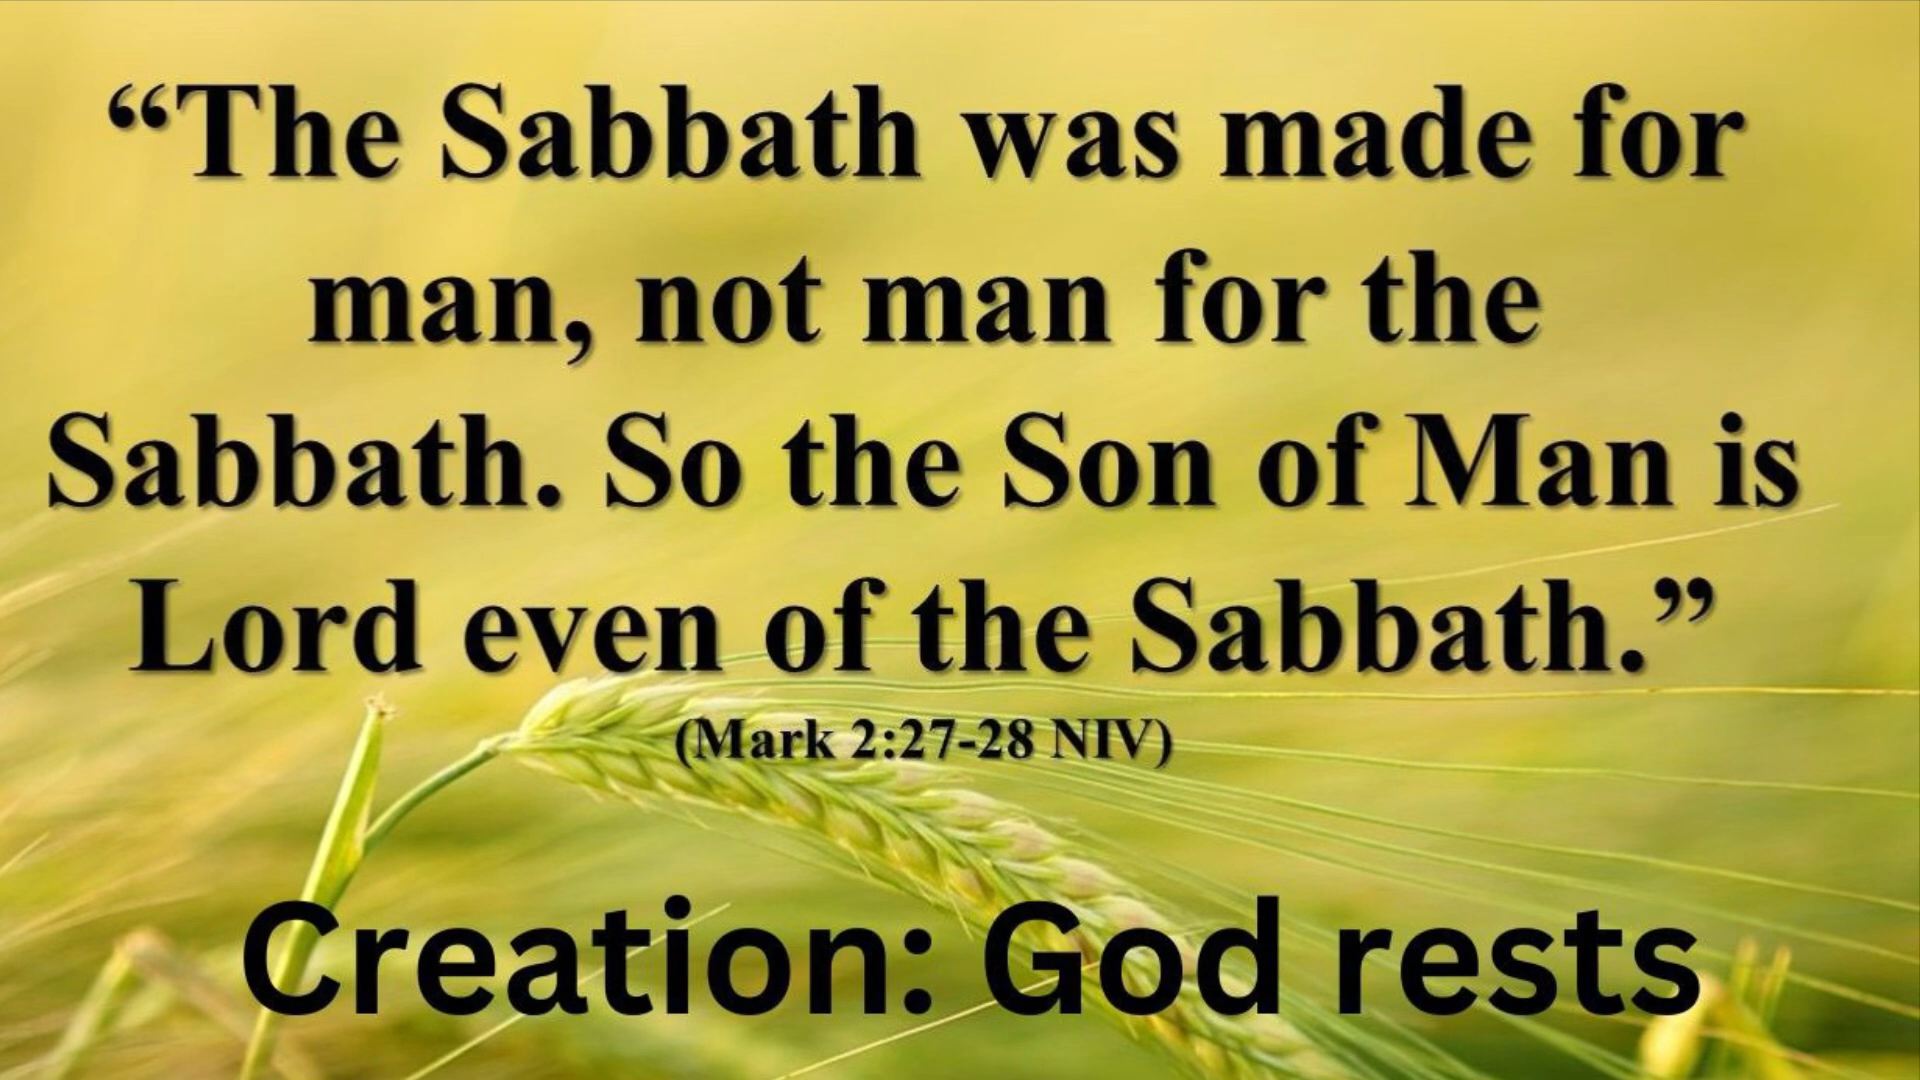 “The Sabbath was made for
man, not man for the
Sabbath. So the Son of Man is
Lord even of the Sabbath.”
(Mark 2:27-28 NIV)
Creation: God rests